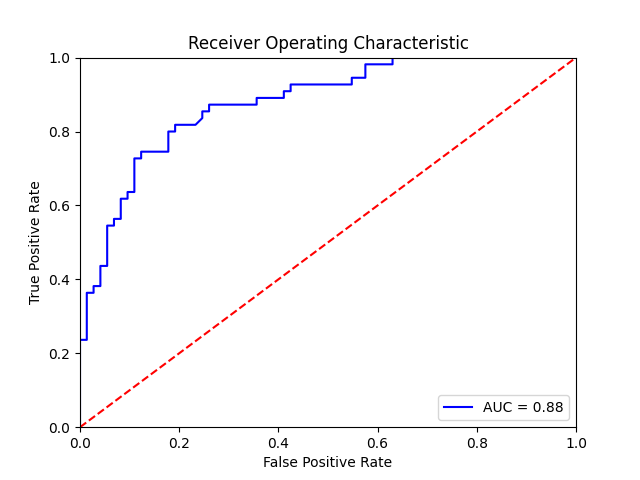 Receiver Operating Characteristic
1.0
0.8
0.6
0.4
0.2
0.0
True Positive Rate
AUC = 0.88
0.0 0.2 0.4 0.6 0.8 1.0
False Positive Rate